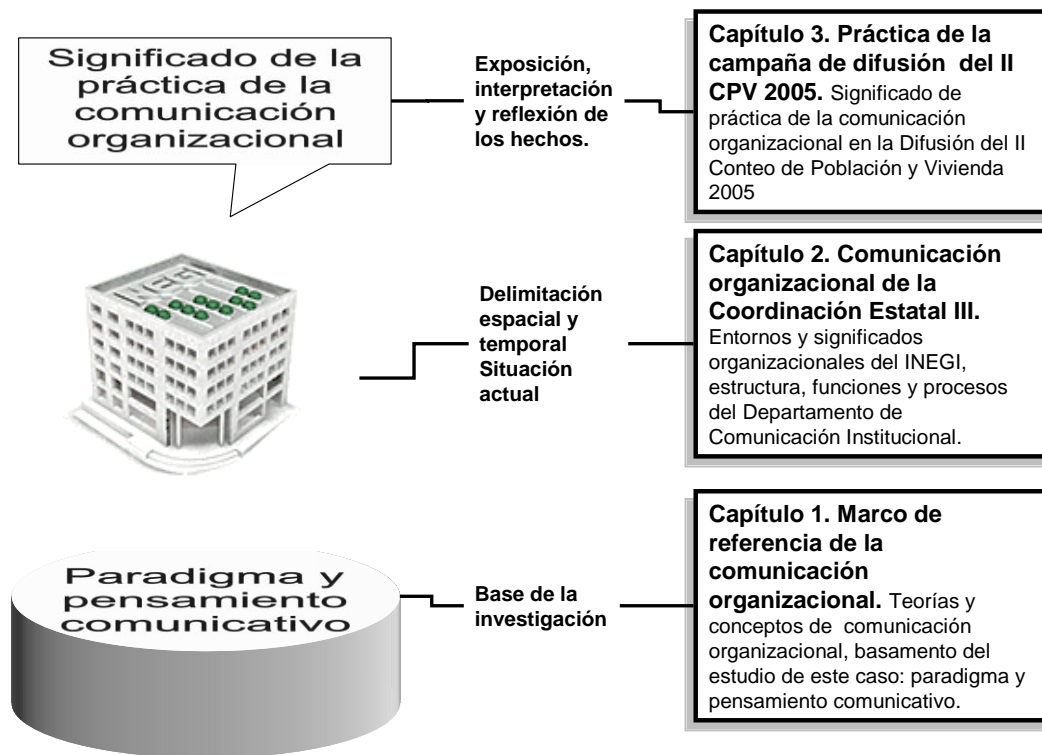 Significado de la
práctica de la
comunicación
organizacional
Exposición,
interpretación
y reflexión de
los hechos.
Capítulo 3. Práctica de la
campaña de difusión del II
CPV 2005. Significado de
práctica de la comunicación
organizacional en la Difusión del II
Conteo de Población y Vivienda
2005
INEGI
Delimitación
espacial y
temporal
Situación
actual
Capítulo 2. Comunicación
organizacional de la
Coordinación Estatal III.
Entornos y significados
organizacionales del INEGI,
estructura, funciones y procesos
del Departamento de
Comunicación Institucional.
Paradigma y
pensamiento
comunicativo
Base de la
investigación
Capítulo 1. Marco de
referencia de la
comunicación
organizacional. Teorías y
conceptos de comunicación
organizacional, basamento del
estudio de este caso: paradigma y
pensamiento comunicativo.